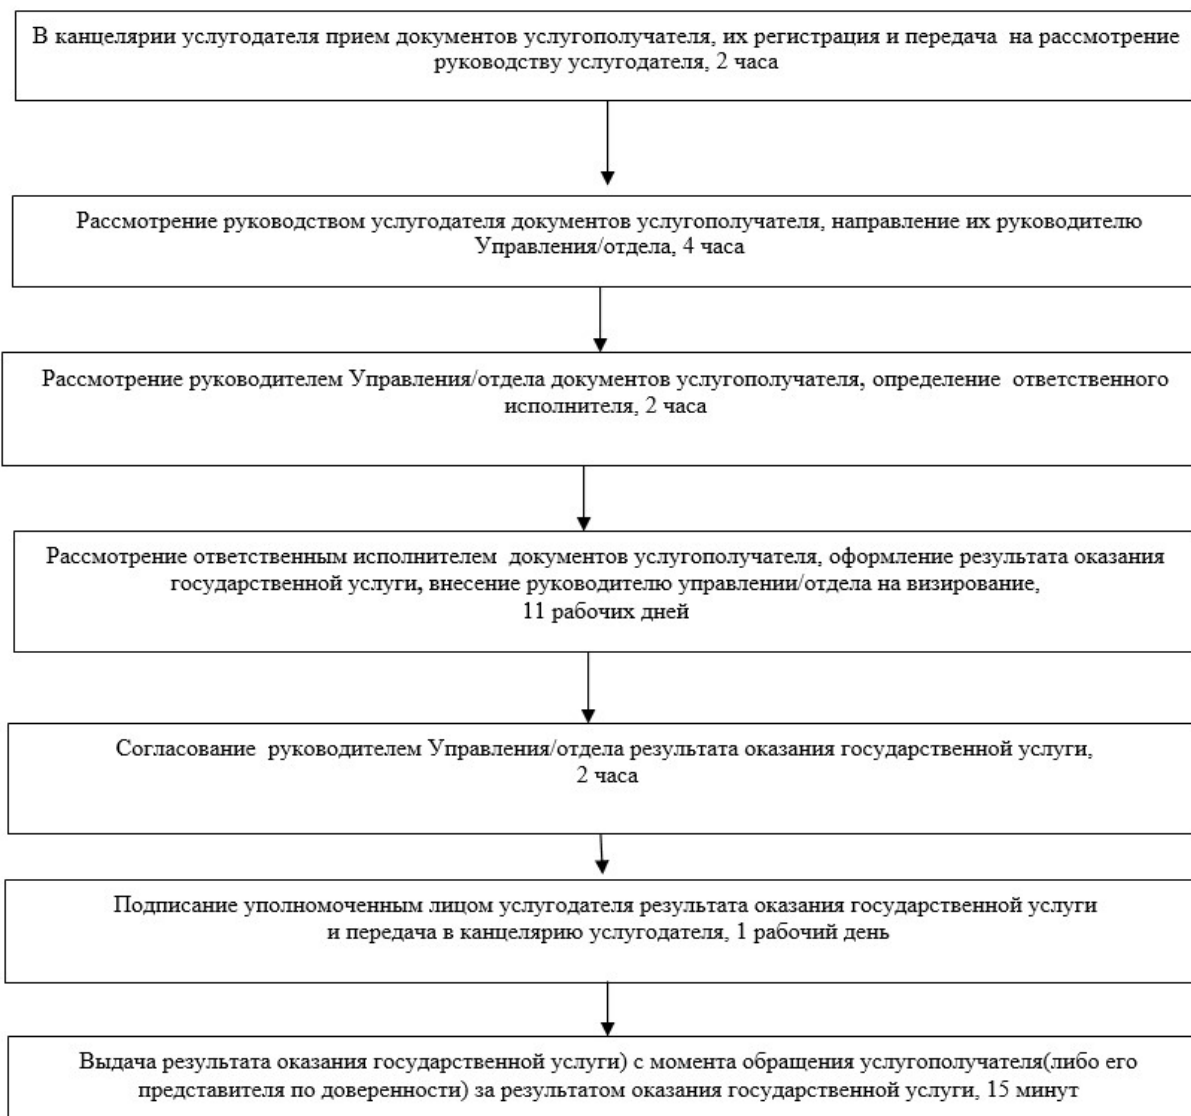 В канцелярии услугодателя прием документов услугополучателя, их регистрация и передача на рассмотрение
руководству услугодателя, 2 часа
Рассмотрение руководством услугодателя документов услугополучателя, направление их руководителю
Управления/отдела, 4 часа
Рассмотрение руководителем Управления/отдела документов услугополучателя, определение ответственного
исполнителя, 2 часа
Рассмотрение ответственным исполнителем документов услугополучателя, оформление результата оказания
государственной услуги, внесение руководителю управлении/отдела на визирование,
11 рабочих дней
Согласование руководителем Управления/отдела результата оказания государственной услуги,
2 часа
Подписание уполномоченным лицом услугодателя результата оказания государственной услуги
и передача в канцелярию услугодателя, 1 рабочий день
Выдача результата оказания государственной услуги) с момента обращения услугополучателя(либо его
представителя по доверенности) за результатом оказания государственной услуги, 15 минут